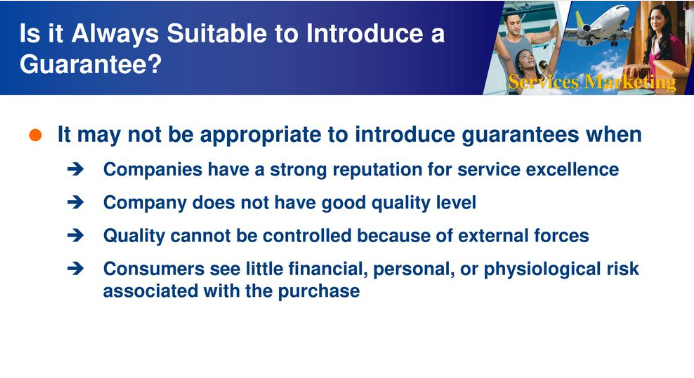 Is it Always Suitable to Introduce a
Guarantee?
Services Marketing
It may not be appropriate to introduce guarantees when
Companies have a strong reputation for service excellence
Company does not have good quality level
Quality cannot be controlled because of external forces
Consumers see little financial, personal, or physiological risk
associated with the purchase